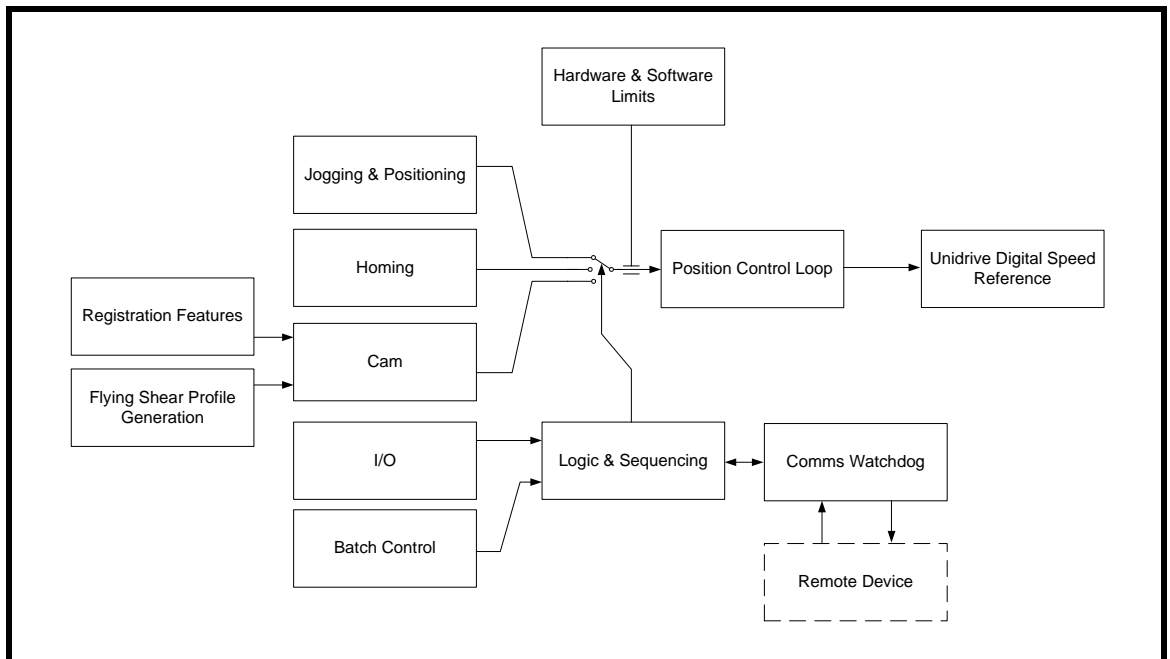 Hardware & Software
Limits
Jogging & Positioning
Homing
Position Control Loop
Unidrive Digital Speed
Reference
Registration Features
Cam
Flying Shear Profile
Generation
I/O
Logic & Sequencing
Comms Watchdog
Batch Control
Remote Device